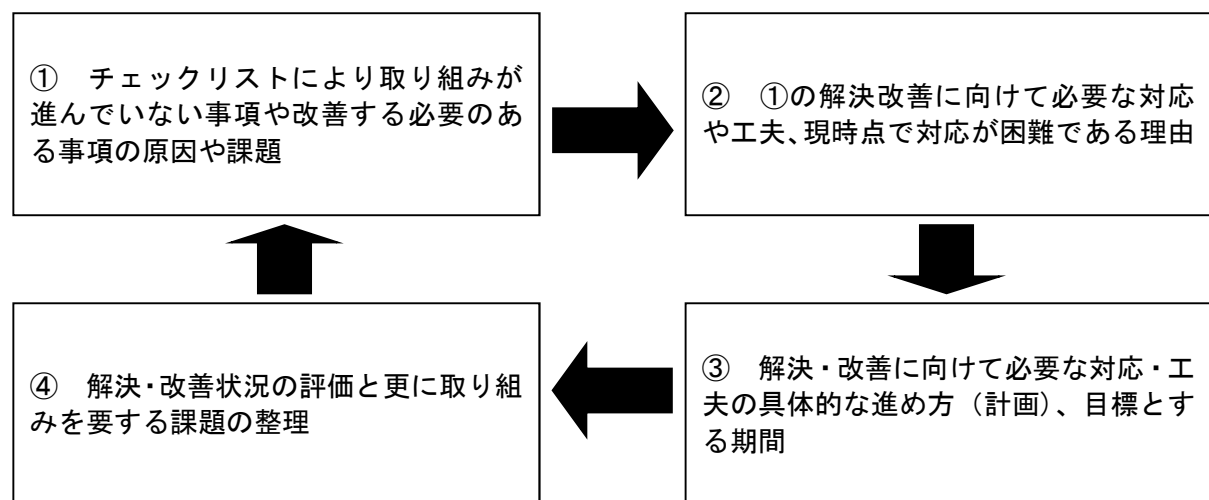 ① チェックリストにより取り組みが
進んでいない事項や改善する必要のあ
る事項の原因や課題
② ①の解決改善に向けて必要な対応
や工夫、現時点で対応が困難である理由
③ 解決・改善に向けて必要な対応・工
夫の具体的な進め方（計画）、目標とす
る期間
④ 解決・改善状況の評価と更に取り組
みを要する課題の整理